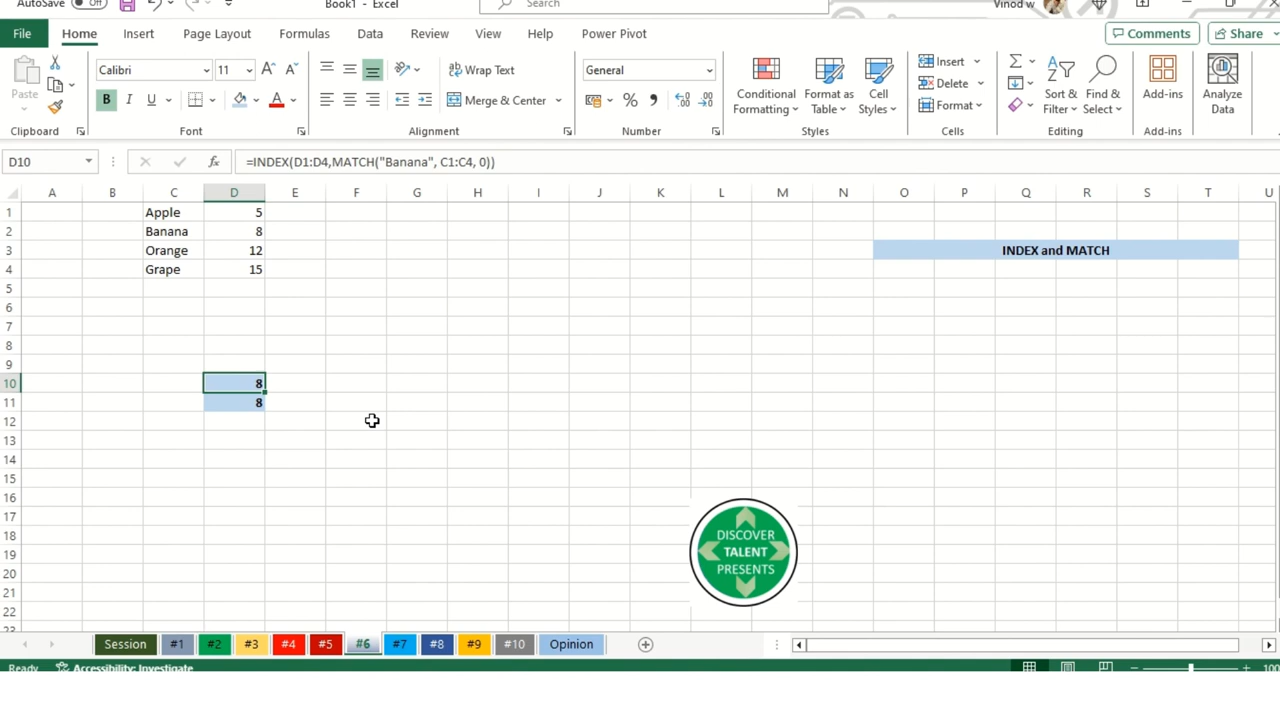 AutoSave Off Book1 - Excel Search Vinod w
File Home Insert Page Layout Formulas Data Review View Help Power Pivot Comments Share
Paste Calibri 11 Wrap Text General Conditional Formatting Format as Table Cell Styles Insert Delete Format Sort & Filter Find & Select Add-ins Analyze Data
B I U A Merge & Center % ,
Clipboard Font Alignment Number Styles Cells Editing Add-ins
D10 fx =INDEX(D1:D4,MATCH("Banana", C1:C4, 0))
A B C D E F G H I J K L M N O P Q R S T U
1 Apple 5
2 Banana 8
3 Orange 12 INDEX and MATCH
4 Grape 15
5
6
7
8
9
10 8
11 8
12
13
14
15
16
17
18 DISCOVER
19 TALENT
20 PRESENTS
21
22
23
Session #1 #2 #3 #4 #5 #6 #7 #8 #9 #10 Opinion
Ready Accessibility: Investigate 100